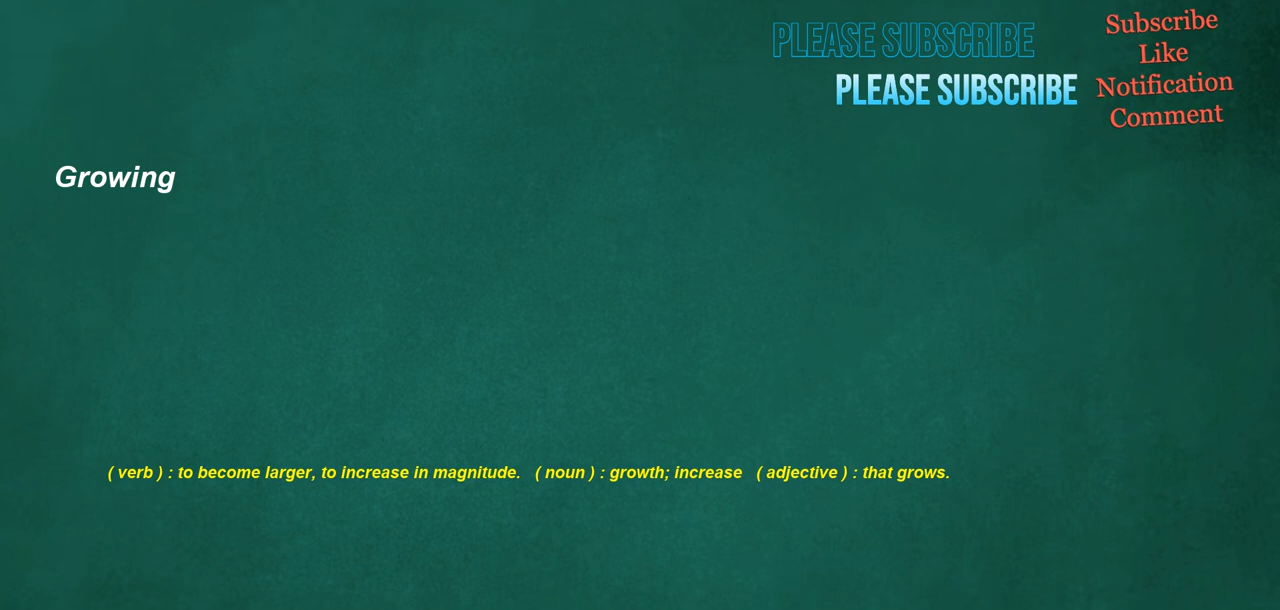 PLEASE SUBSCRIBE
PLEASE SUBSCRIBE
Subscribe
Like
Notification
Comment
Growing
( verb ) : to become larger, to increase in magnitude.   ( noun ) : growth; increase   ( adjective ) : that grows.